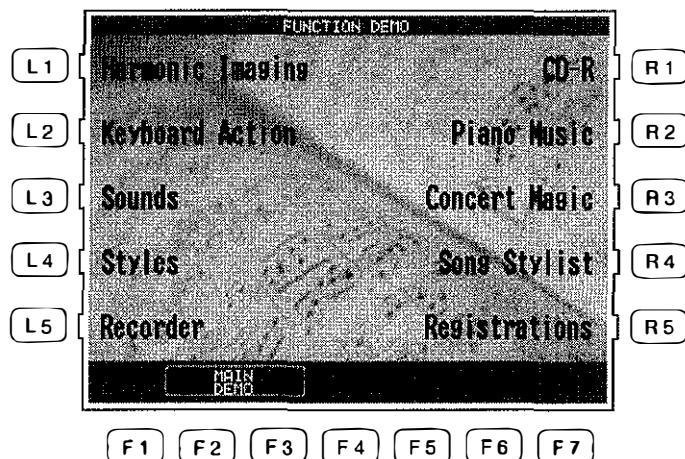 FUNCTION DEMO
L1 Harmonic Imaging CD-R R1
L2 Keyboard Action Piano Music R2
L3 Sounds Concert Magic R3
L4 Styles Song Stylist R4
L5 Recorder Registrations R5
MAIN
DEMO
F1 F2 F3 F4 F5 F6 F7